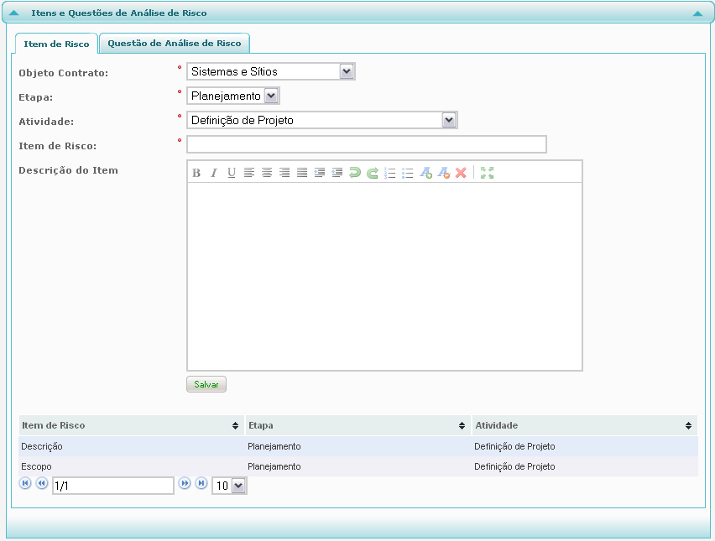 Itens e Questões de Análise de Risco
Item de Risco
Questão de Análise de Risco
Objeto Contrato: * Sistemas e Sítios
Etapa: * Planejamento
Atividade: * Definição de Projeto
Item de Risco: *
Descrição do Item
B I U
Salvar
Item de Risco Etapa Atividade
Descrição Planejamento Definição de Projeto
Escopo Planejamento Definição de Projeto
1/1 10